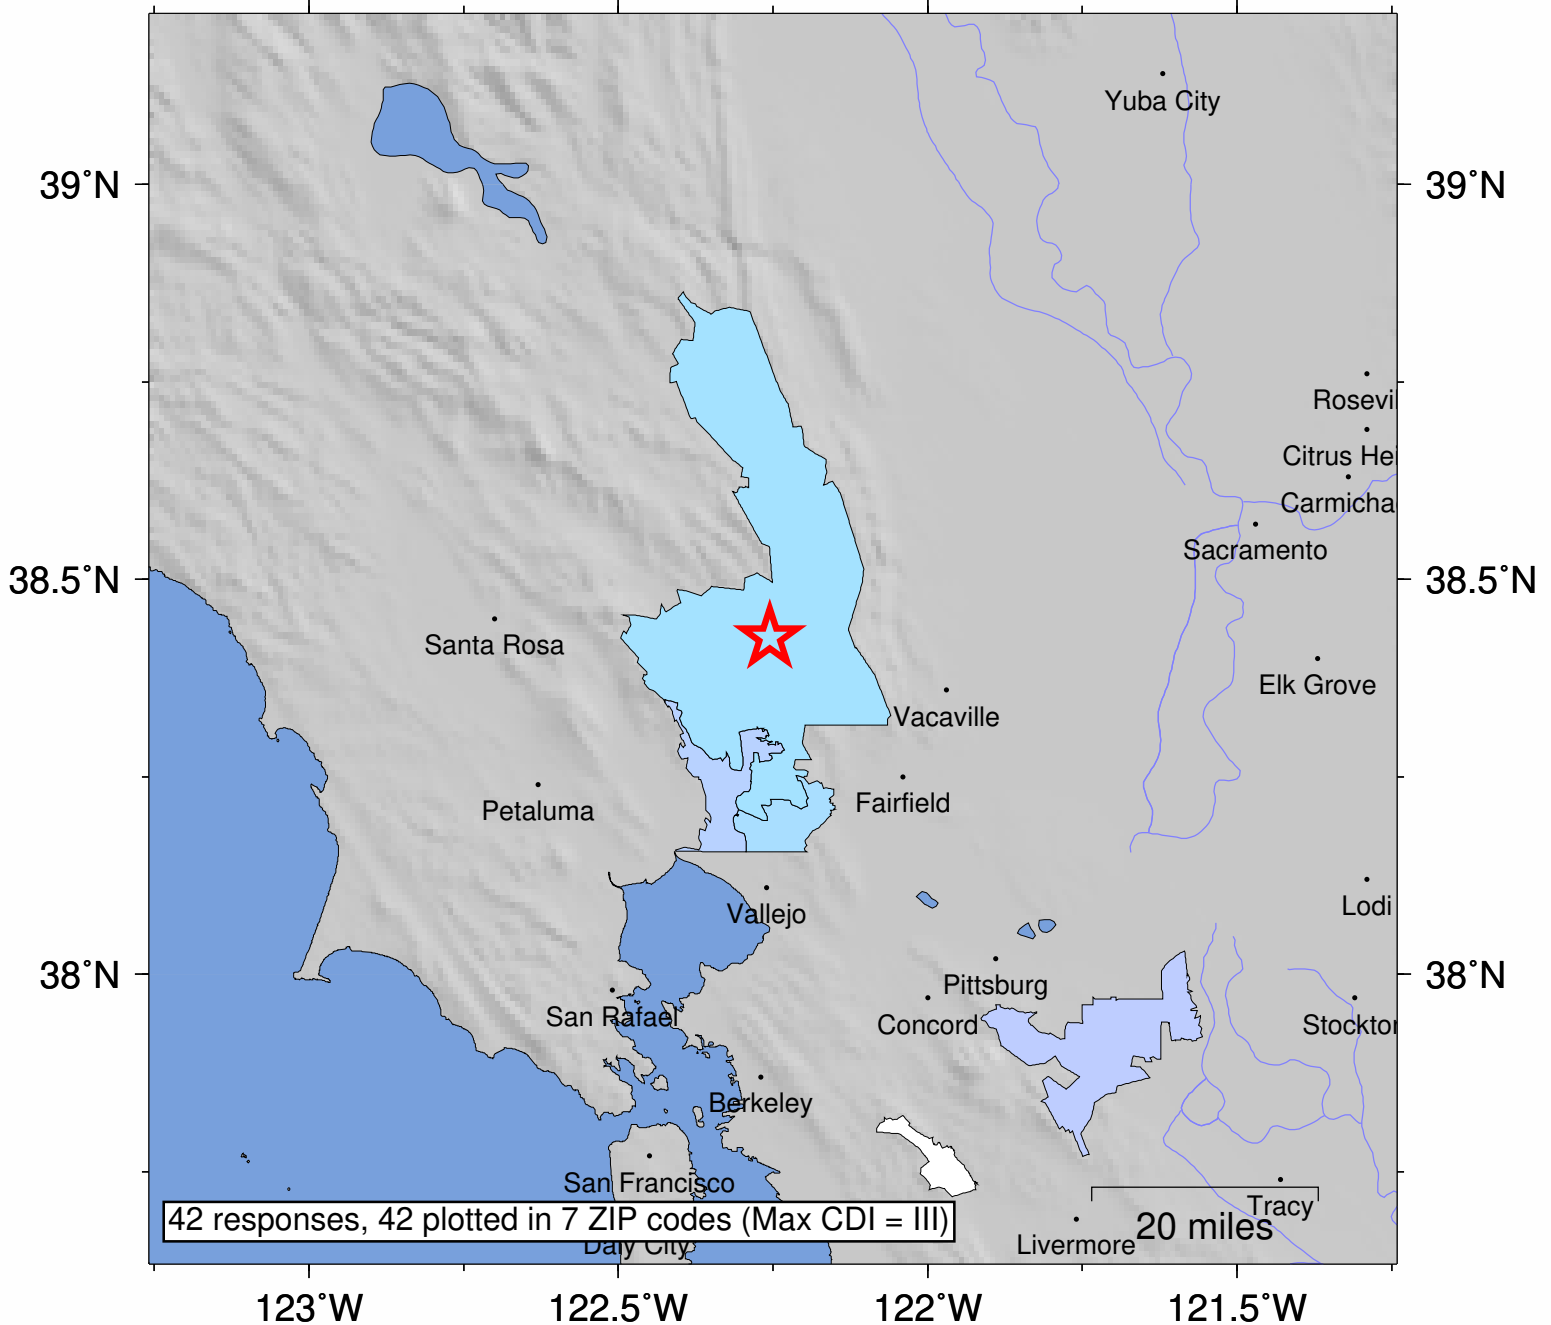 Yuba City
39°N
39°N
Rosevil
Citrus Hei
Carmicha
Sacramento
38.5°N
38.5°N
Santa Rosa
Elk Grove
Vacaville
Petaluma
Fairfield
Vallejo
Lodi
38°N
38°N
Pittsburg
San Rafael
Concord
Stockton
Berkeley
San Francisco
Tracy
42 responses, 42 plotted in 7 ZIP codes (Max CDI = III)
20 miles
Daly City
Livermore
123°W
122.5°W
122°W
121.5°W